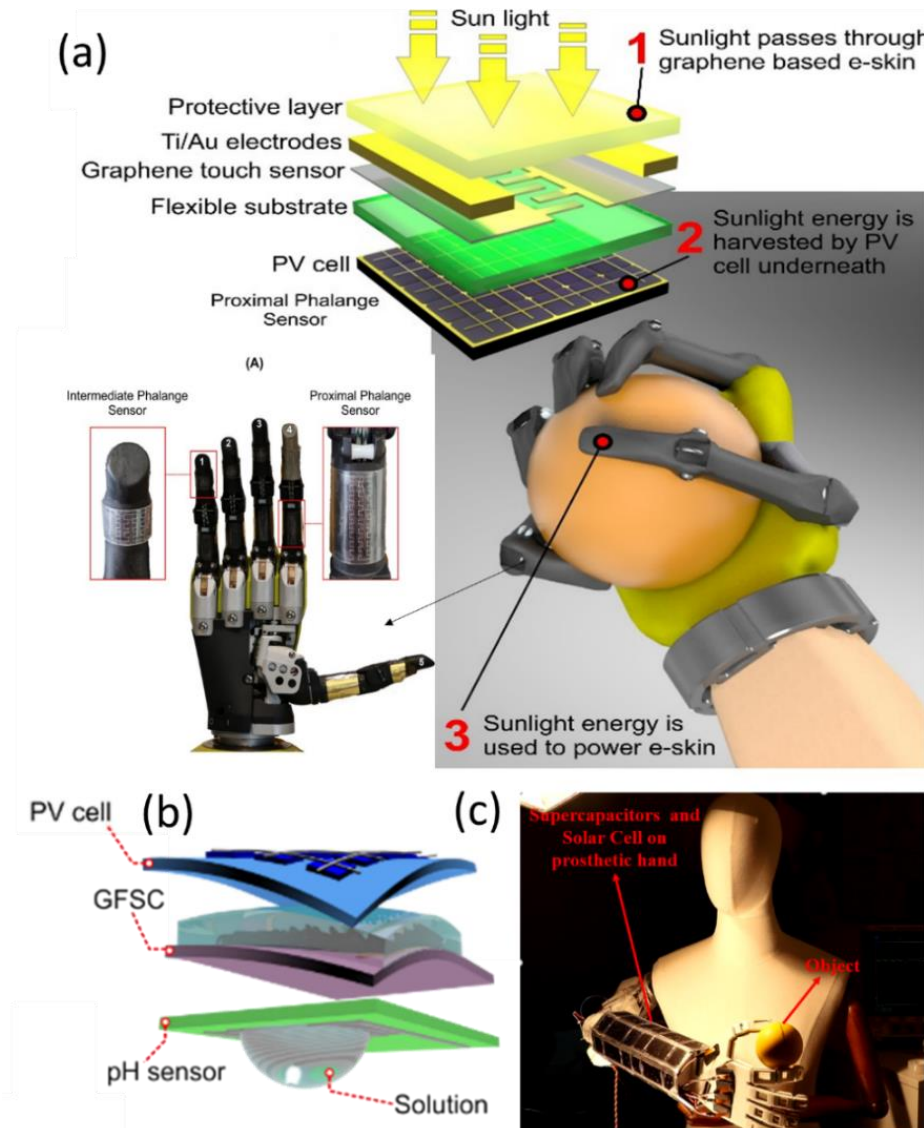 (a)
Sun light
1 Sunlight passes through
graphene based e-skin
Protective layer
Ti/Au electrodes
Graphene touch sensor
Flexible substrate
2 Sunlight energy is
harvested by PV
cell underneath
PV cell
Proximal Phalange
Sensor
(A)
Intermediate Phalange
Sensor
Proximal Phalange
Sensor
1
2
3
4
5
3 Sunlight energy is
used to power e-skin
(b)
PV cell
GFSC
pH sensor
Solution
(c)
Supercapacitors and
Solar Cell on
prosthetic hand
Object